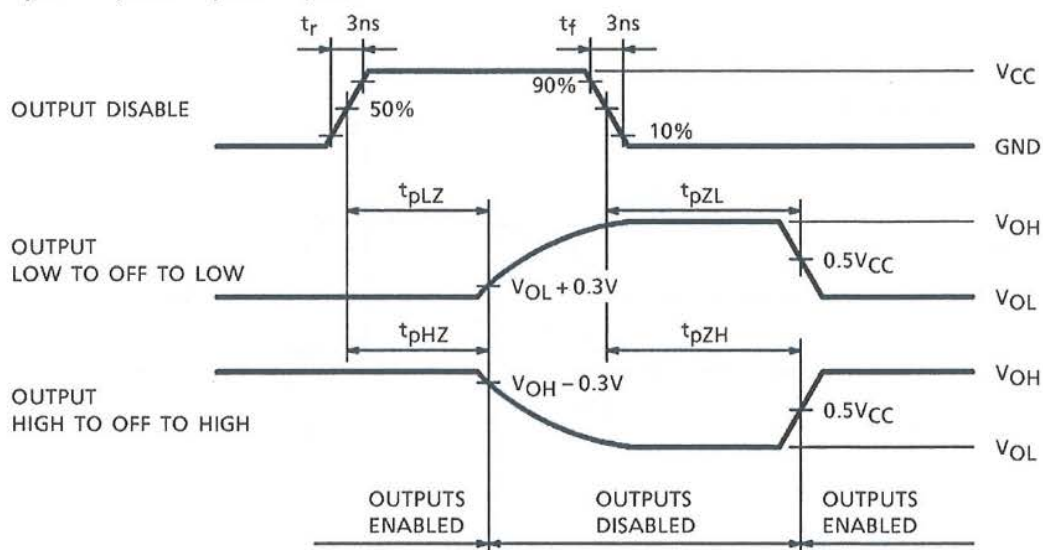 tr 3ns tf 3ns
VCC
90%
OUTPUT DISABLE
50%
10%
GND
tpLZ tpZL
VOH
OUTPUT
LOW TO OFF TO LOW
0.5VCC
VOL+0.3V
VOL
tpHZ tpZH
VOH
VOH-0.3V
OUTPUT
HIGH TO OFF TO HIGH
0.5VCC
VOL
OUTPUTS ENABLED
OUTPUTS DISABLED
OUTPUTS ENABLED